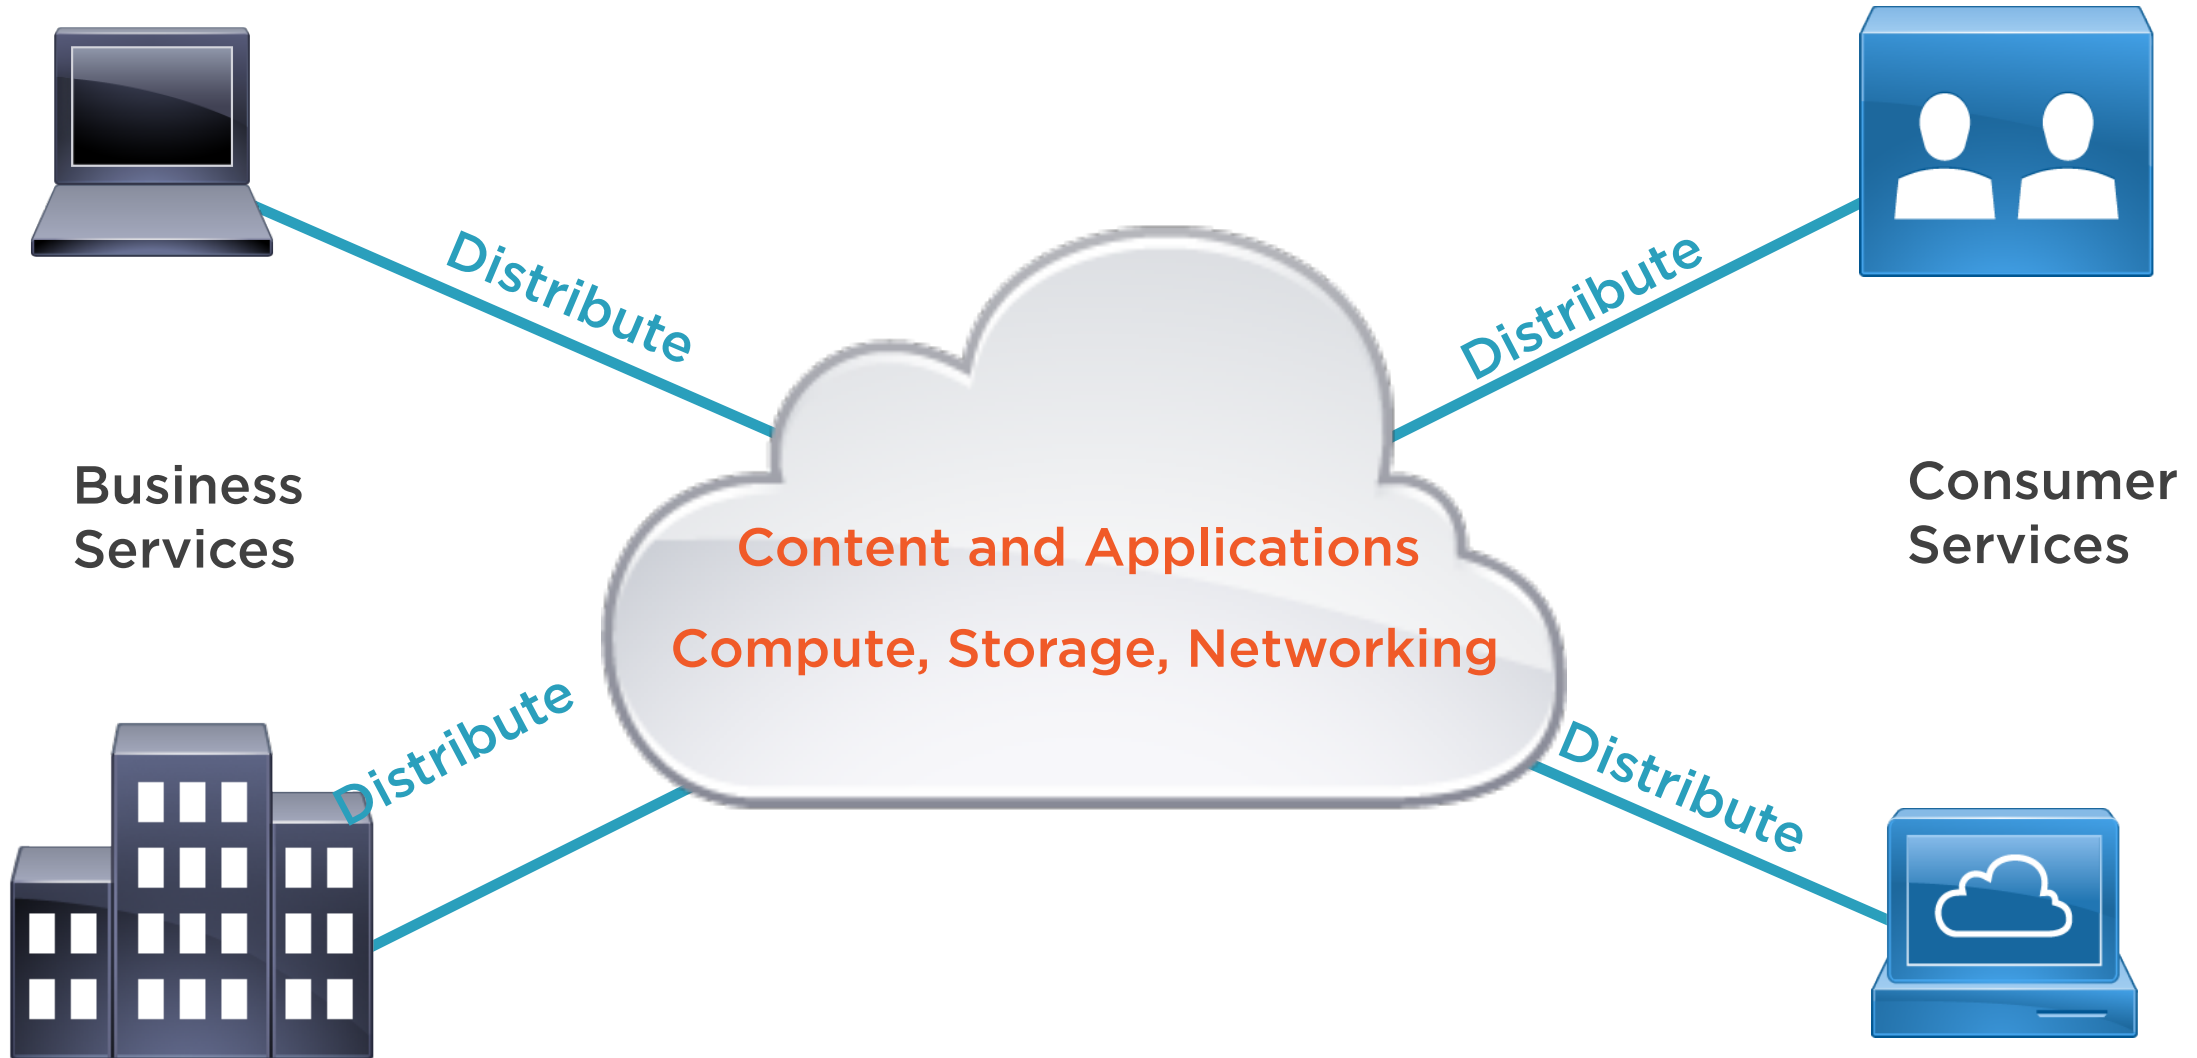 Distribute
Distribute
Business
Services
Content and Applications
Compute, Storage, Networking
Consumer
Services
Distribute
Distribute